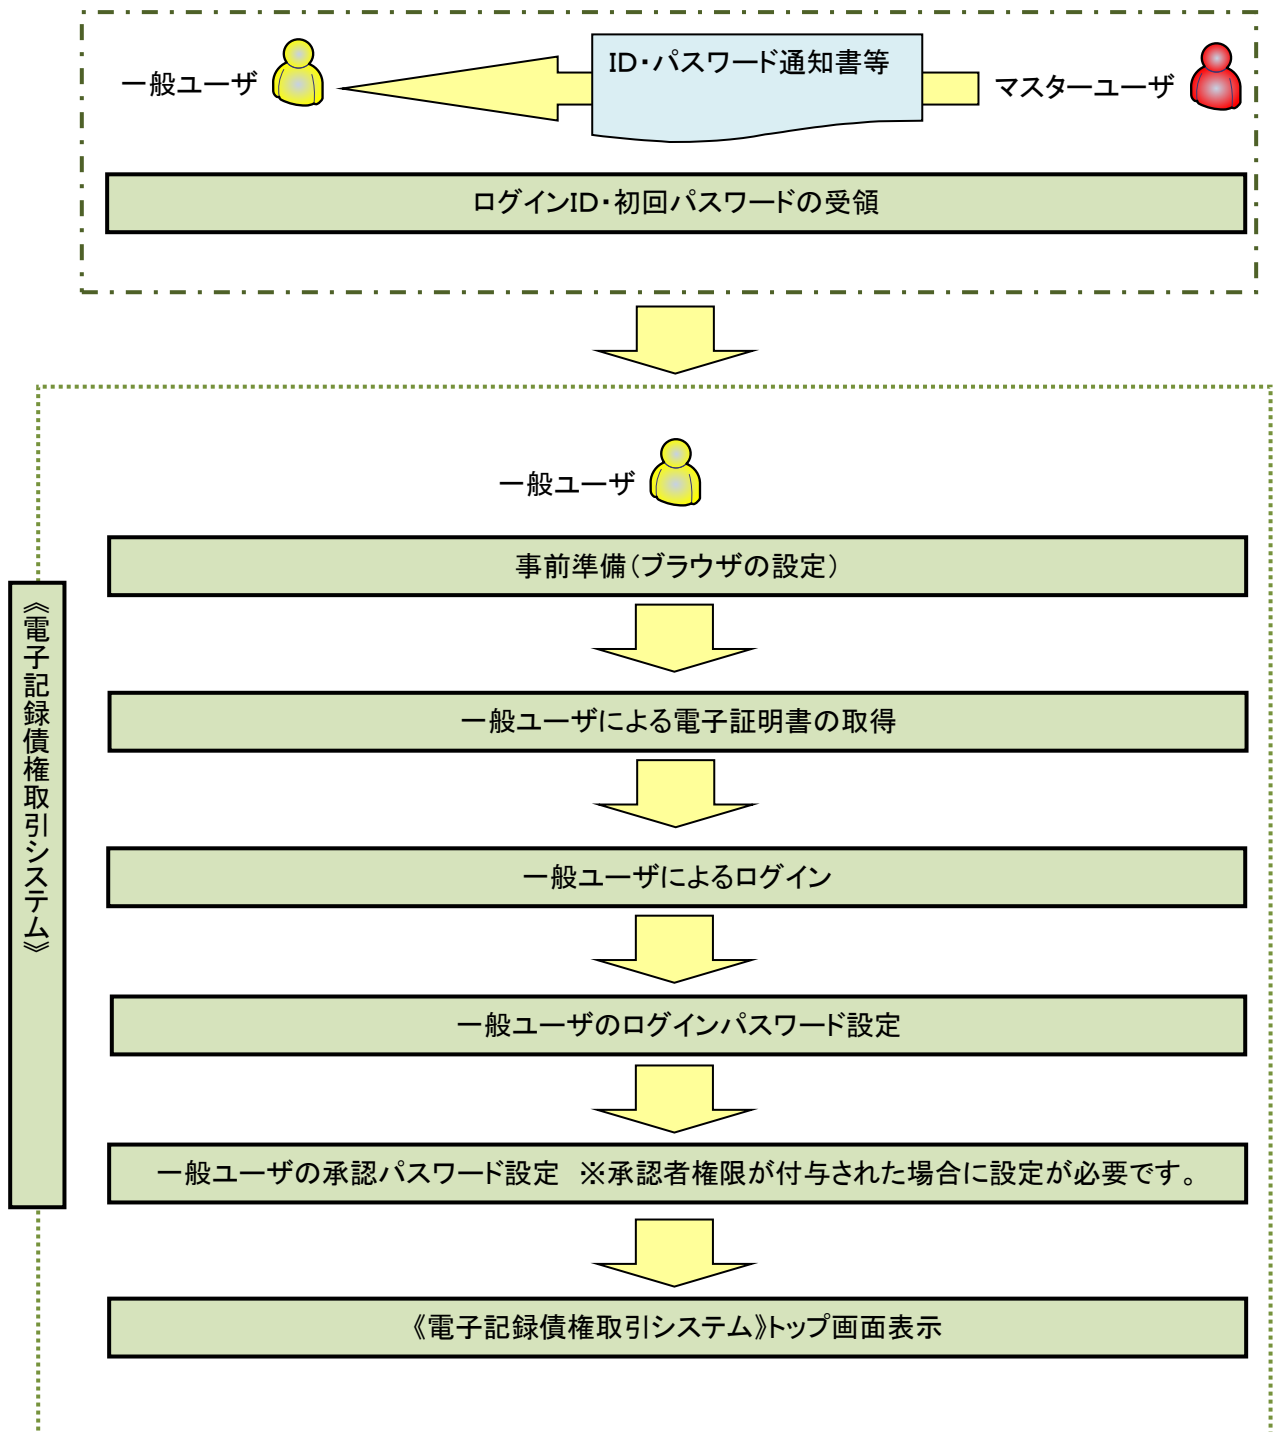 一般ユーザ
ID・パスワード通知書等
マスターユーザ
ログインID・初回パスワードの受領
一般ユーザ
事前準備（ブラウザの設定）
《電子記録債権取引システム》
一般ユーザによる電子証明書の取得
一般ユーザによるログイン
一般ユーザのログインパスワード設定
一般ユーザの承認パスワード設定　※承認者権限が付与された場合に設定が必要です。
《電子記録債権取引システム》トップ画面表示